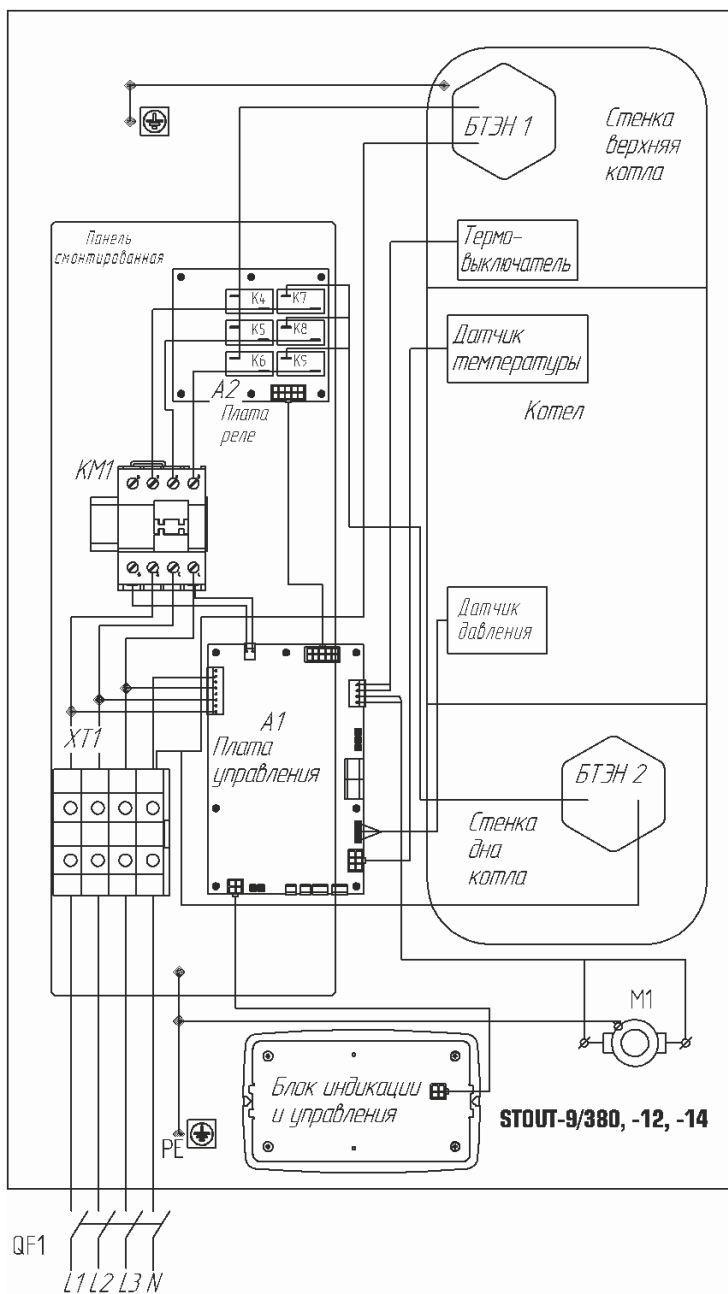 БТЭН 1
Стенка
верхняя
котла
Панель
смонтированная
Термо-
выключатель
K4
K7
K5
K8
K6
K9
A2
Плата
реле
Датчик
температуры
Котел
KM1
Датчик
давления
XT1
A1
Плата
управления
БТЭН 2
Стенка
дна
котла
M1
Блок индикации
и управления
STOUT-9/380, -12, -14
PE
QF1
L1 L2 L3 N